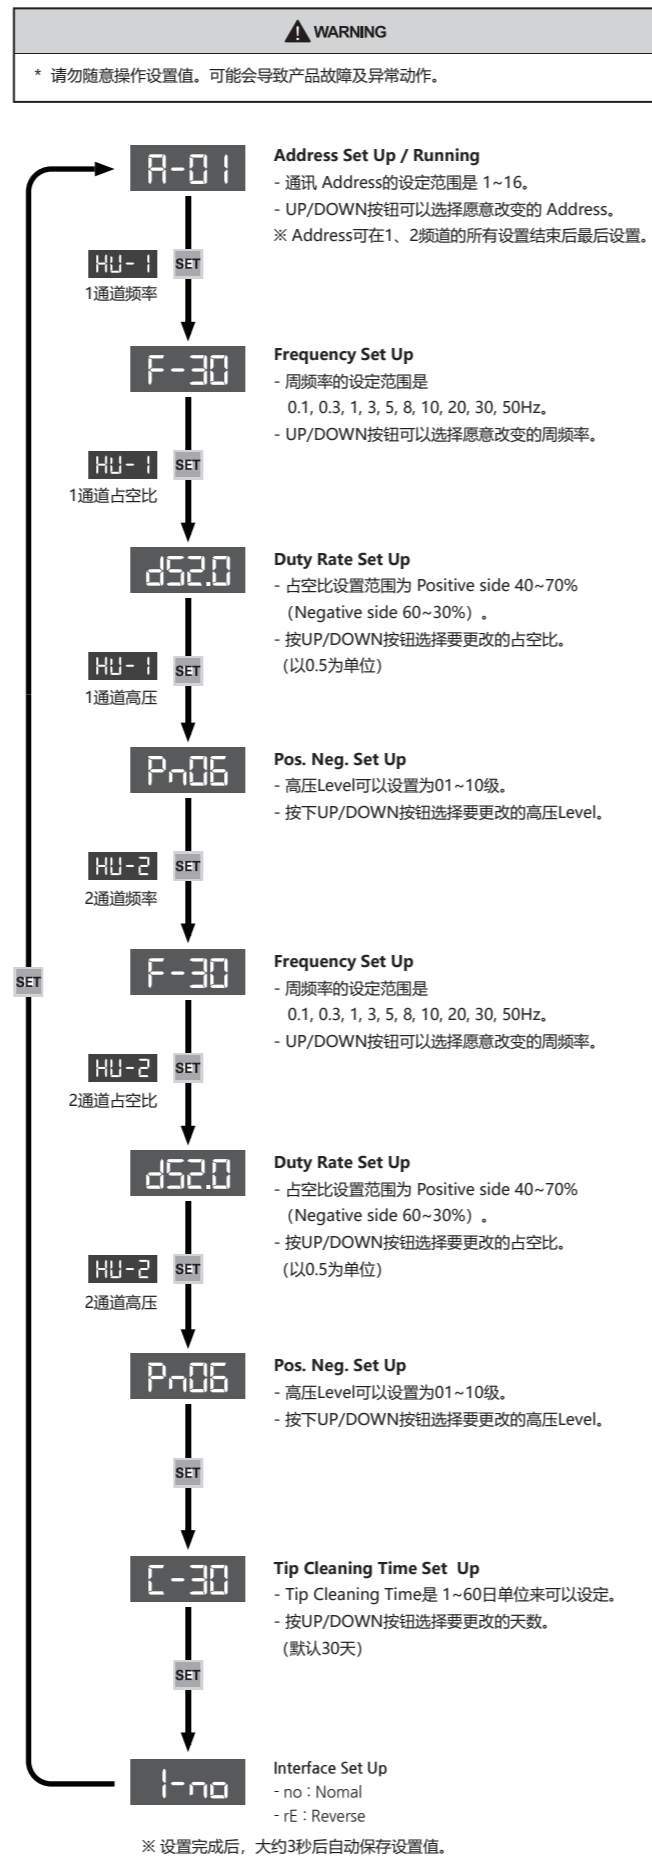 WARNING
* 请勿随意操作设置值。可能会导致产品故障及异常动作。
A-01
Address Set Up / Running
- 通讯 Address的设定范围是 1~16。
- UP/DOWN按钮可以选择愿意改变的 Address。
※ Address可在1、2频道的所有设置结束后最后设置。
HU-1
SET
1通道频率
F-30
Frequency Set Up
- 周频率的设定范围是
0.1, 0.3, 1, 3, 5, 8, 10, 20, 30, 50Hz。
- UP/DOWN按钮可以选择愿意改变的周频率。
HU-1
SET
1通道占空比
d52.0
Duty Rate Set Up
- 占空比设置范围为 Positive side 40~70%
（Negative side 60~30%）。
- 按UP/DOWN按钮选择要更改的占空比。
（以0.5为单位）
HU-1
SET
1通道高压
Pn06
Pos. Neg. Set Up
- 高压Level可以设置为01~10级。
- 按下UP/DOWN按钮选择要更改的高压Level。
HU-2
SET
2通道频率
F-30
Frequency Set Up
- 周频率的设定范围是
0.1, 0.3, 1, 3, 5, 8, 10, 20, 30, 50Hz。
- UP/DOWN按钮可以选择愿意改变的周频率。
SET
HU-2
SET
2通道占空比
d52.0
Duty Rate Set Up
- 占空比设置范围为 Positive side 40~70%
（Negative side 60~30%）。
- 按UP/DOWN按钮选择要更改的占空比。
（以0.5为单位）
HU-2
SET
2通道高压
Pn06
Pos. Neg. Set Up
- 高压Level可以设置为01~10级。
- 按下UP/DOWN按钮选择要更改的高压Level。
SET
C-30
Tip Cleaning Time Set Up
- Tip Cleaning Time是 1~60日单位来可以设定。
- 按UP/DOWN按钮选择要更改的天数。
（默认30天）
SET
I-no
Interface Set Up
- no : Nomal
- rE : Reverse
※ 设置完成后，大约3秒后自动保存设置值。